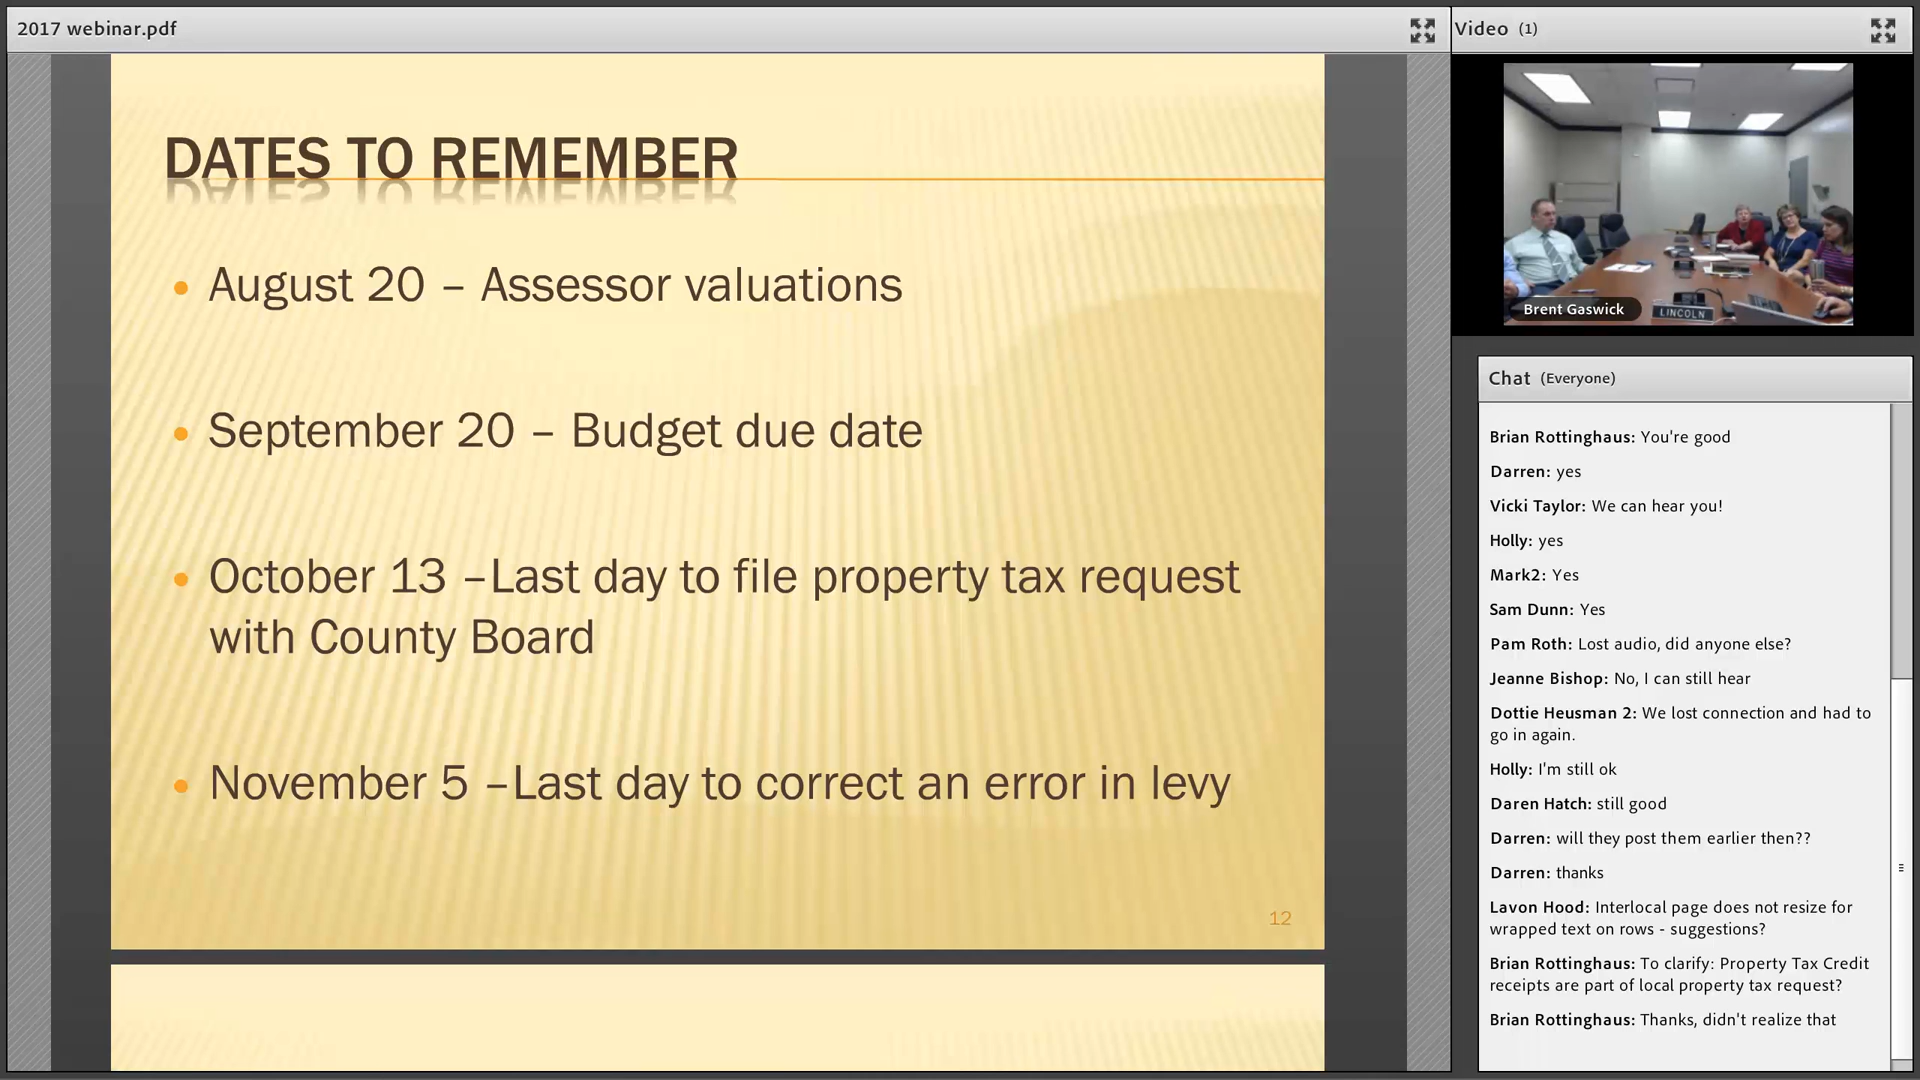 2017 webinar.pdf
DATES TO REMEMBER
• August 20 – Assessor valuations
• September 20 – Budget due date
• October 13 –Last day to file property tax request
with County Board
• November 5 –Last day to correct an error in levy
12
Video (1)
Brent Gaswick
LINCOLN
Chat (Everyone)
Brian Rottinghaus: You're good
Darren: yes
Vicki Taylor: We can hear you!
Holly: yes
Mark2: Yes
Sam Dunn: Yes
Pam Roth: Lost audio, did anyone else?
Jeanne Bishop: No, I can still hear
Dottie Heusman 2: We lost connection and had to
go in again.
Holly: I'm still ok
Daren Hatch: still good
Darren: will they post them earlier then??
Darren: thanks
Lavon Hood: Interlocal page does not resize for
wrapped text on rows - suggestions?
Brian Rottinghaus: To clarify: Property Tax Credit
receipts are part of local property tax request?
Brian Rottinghaus: Thanks, didn't realize that